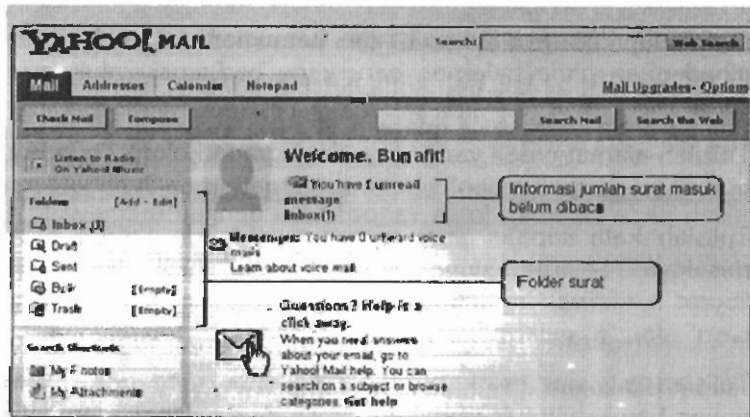 YAHOO! MAIL
Search: Web Search
Mail Addresses Calendar Notepad Mail Upgrades - Options
Check Mail Compose Search Mail Search the Web
Listen to Radio
On Yahoo! Music
Welcome, Bunafit!
You have 1 unread
message:
Inbox(1)
Informasi jumlah surat masuk
belum dibaca
Folders [Add - Edit]
Inbox (1)
Draft
Sent
Bulk [Empty]
Trash [Empty]
Messenger: You have 0 unheard voice
mails
Learn about voice mail
Folder surat
Questions? Help is a
click away.
When you need answers
about your email, go to
Yahoo! Mail help. You can
search on a subject or browse
categories. Get help
Search Shortcuts
My Photos
My Attachments